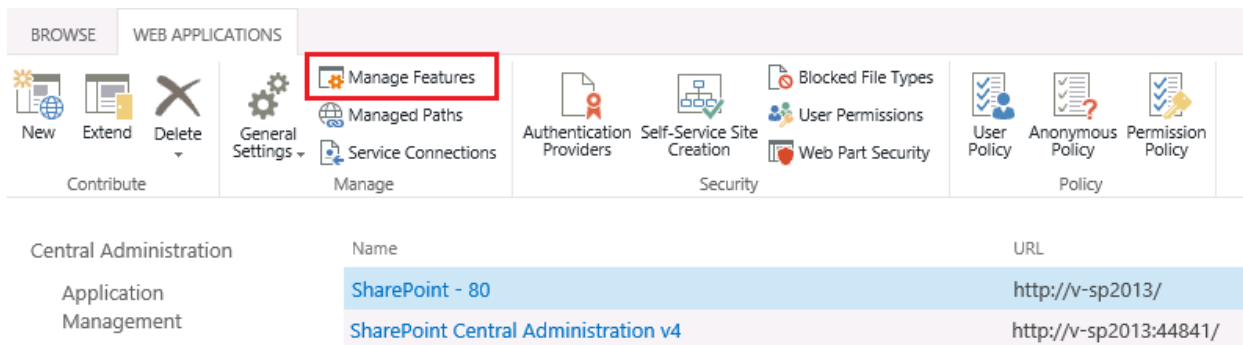 BROWSE
WEB APPLICATIONS
New
Extend
Delete
General
Settings
Manage Features
Managed Paths
Service Connections
Authentication
Providers
Self-Service Site
Creation
Blocked File Types
User Permissions
Web Part Security
User
Policy
Anonymous
Policy
Permission
Policy
Contribute
Manage
Security
Policy
Central Administration
Application
Management
Name
URL
SharePoint - 80
http://v-sp2013/
SharePoint Central Administration v4
http://v-sp2013:44841/